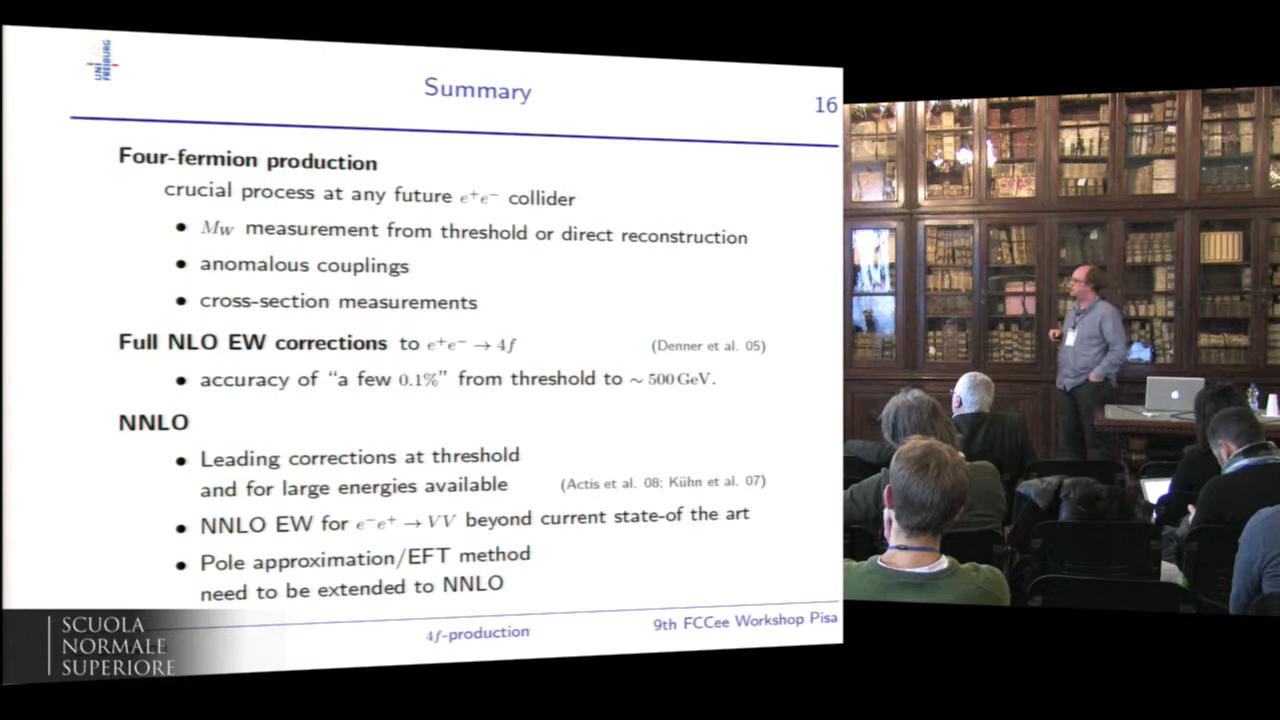 UNI
FREIBURG
Summary
16
Four-fermion production
crucial process at any future e⁺e⁻ collider
• M_W measurement from threshold or direct reconstruction
• anomalous couplings
• cross-section measurements
Full NLO EW corrections to e⁺e⁻ → 4f (Denner et al. 05)
• accuracy of “a few 0.1%” from threshold to ∼ 500 GeV.
NNLO
• Leading corrections at threshold
and for large energies available (Actis et al. 08; Kühn et al. 07)
• NNLO EW for e⁻e⁺ → VV beyond current state-of the art
• Pole approximation/EFT method
need to be extended to NNLO
4f-production
9th FCCee Workshop Pisa
SCUOLA
NORMALE
SUPERIORE